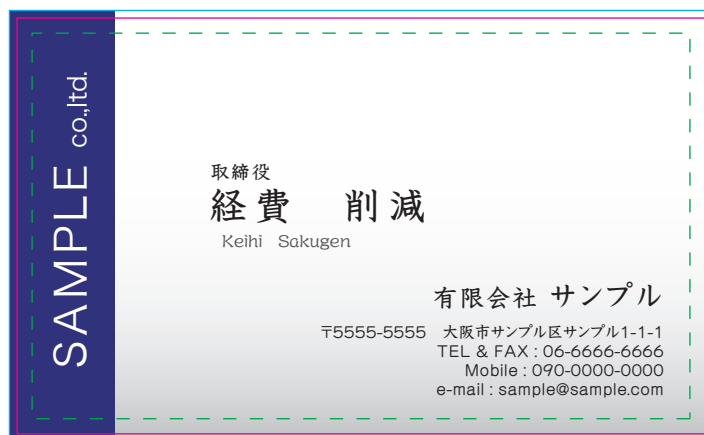 SAMPLE co.,ltd.
取締役
経費　削減
Keihi Sakugen
有限会社 サンプル
〒5555-5555　大阪市サンプル区サンプル1-1-1
TEL & FAX : 06-6666-6666
Mobile : 090-0000-0000
e-mail : sample@sample.com